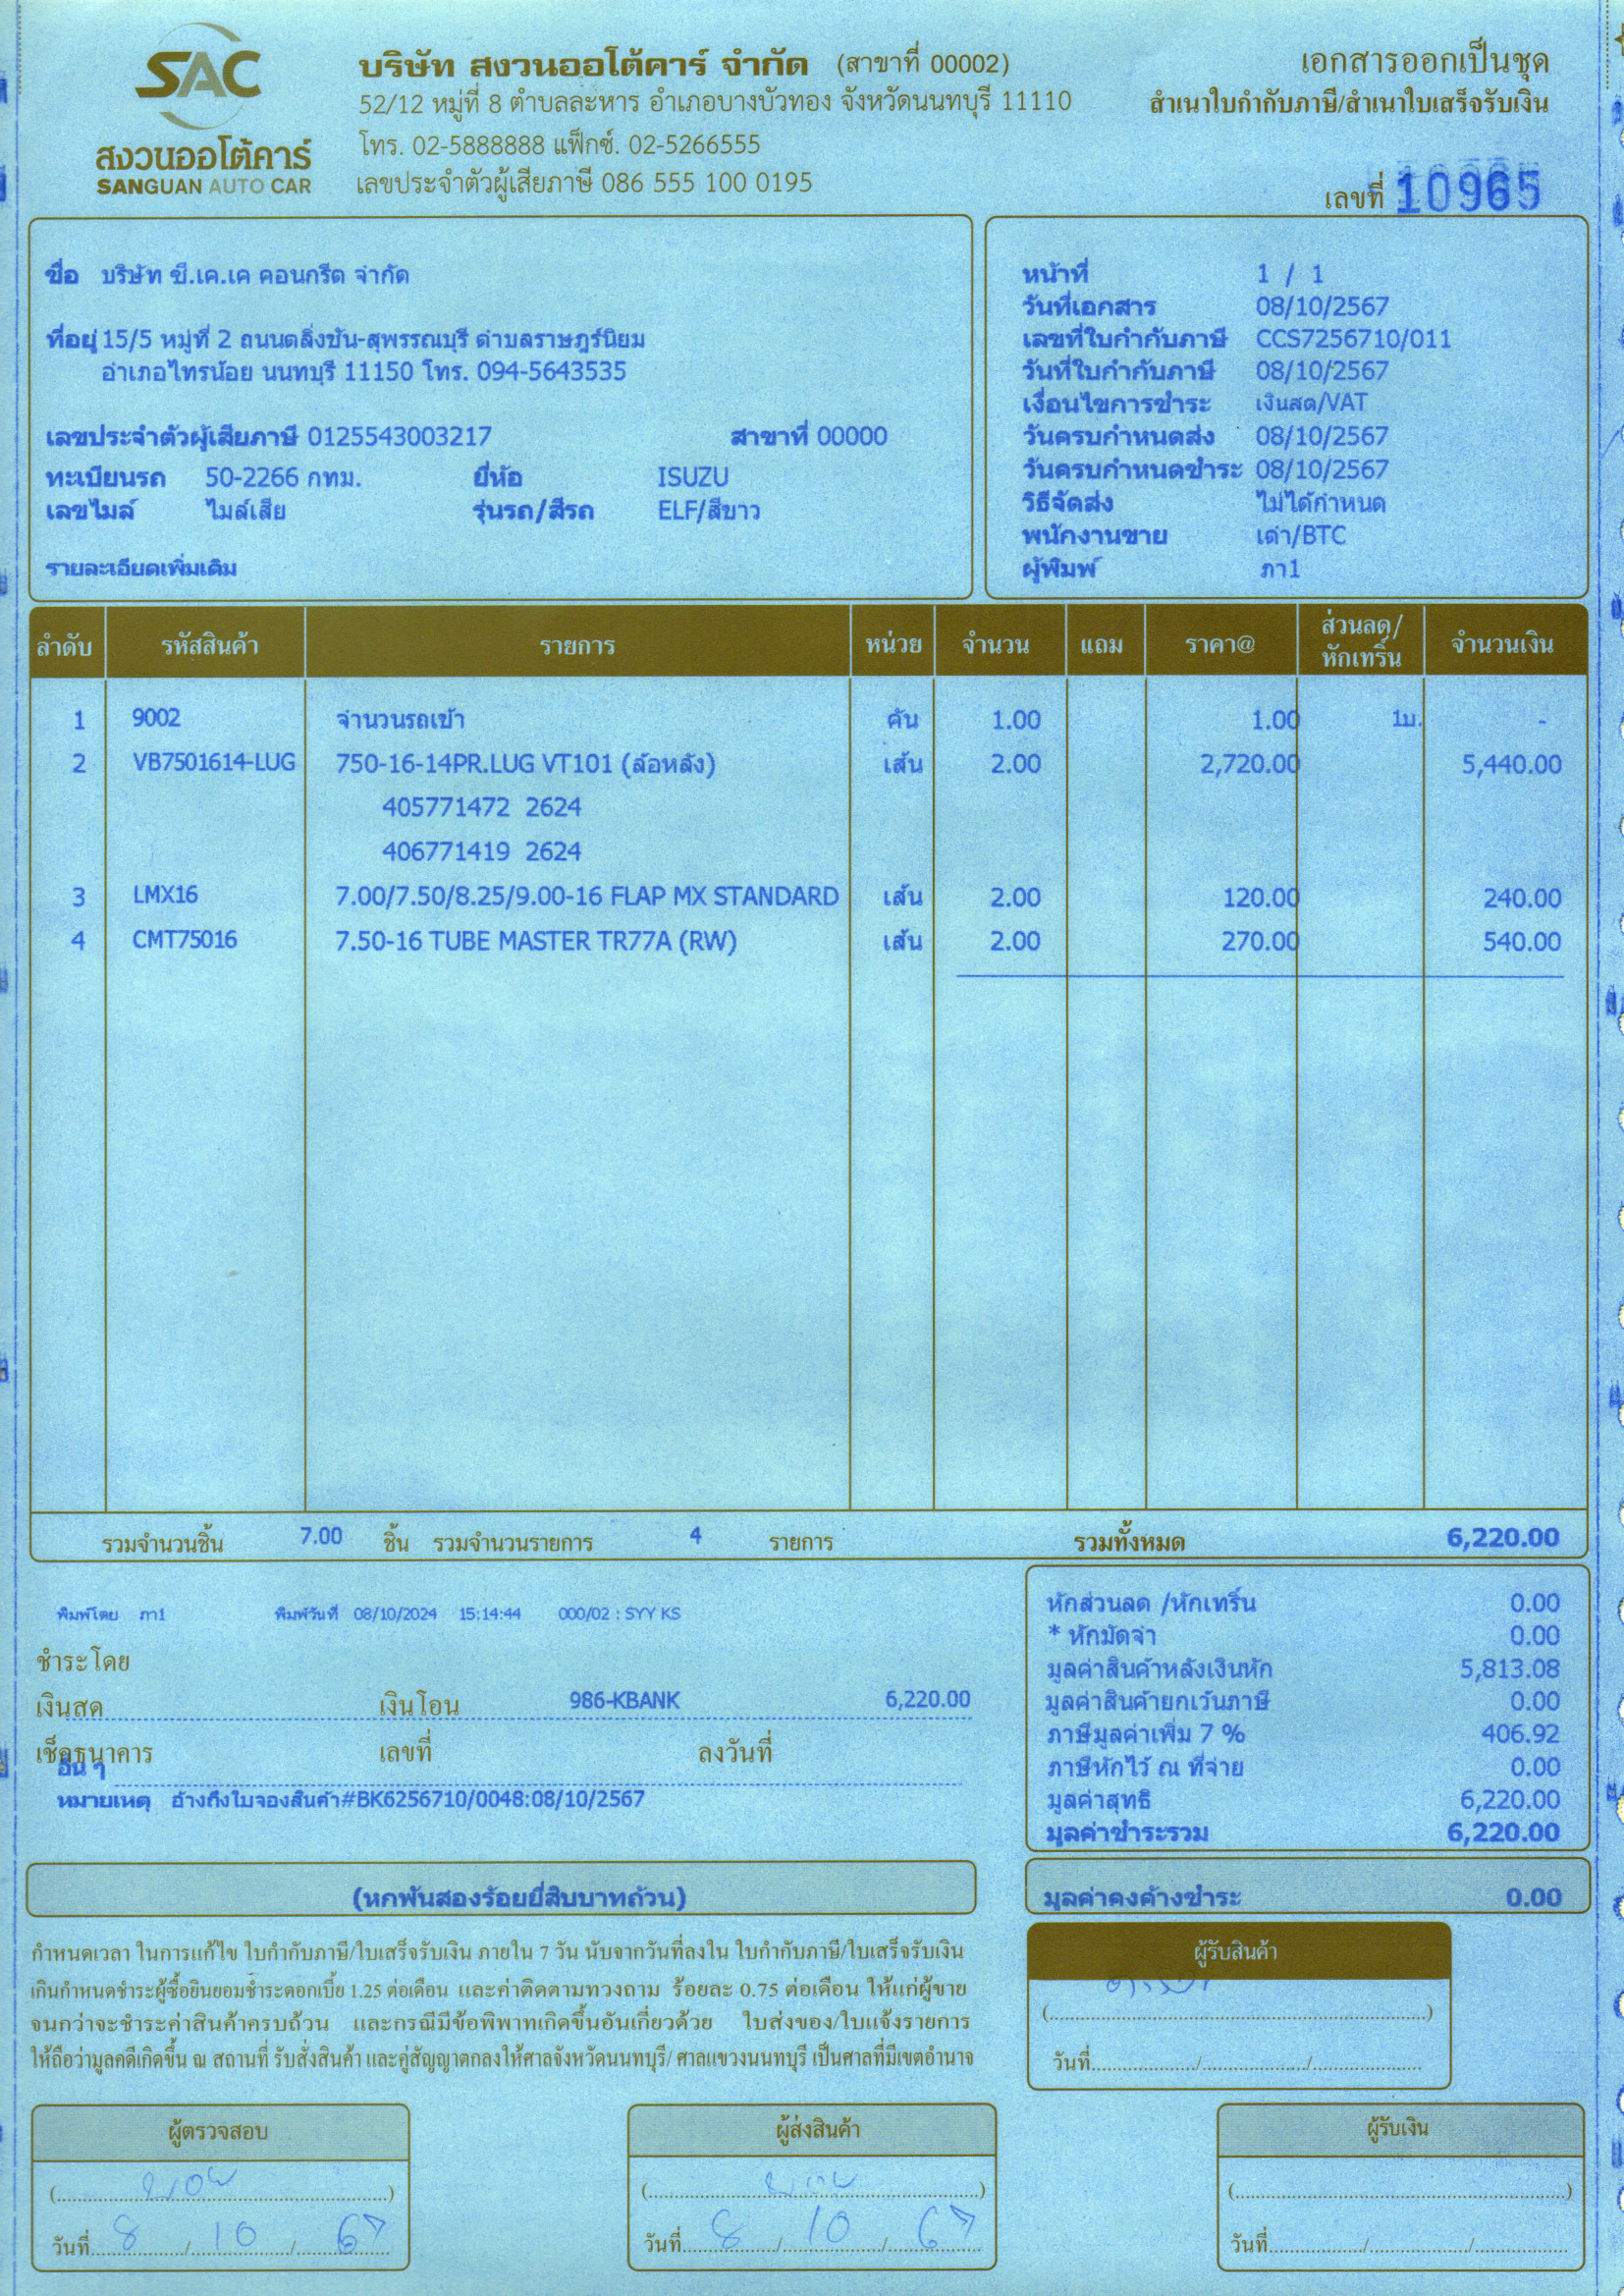 SAC
สงวนออโต้คาร์
SANGUAN AUTO CAR
บริษัท สงวนออโต้คาร์ จำกัด (สาขาที่ 00002)
52/12 หมู่ที่ 8 ตำบลละหาร อำเภอบางบัวทอง จังหวัดนนทบุรี 11110
โทร. 02-5888888 แฟ็กซ์. 02-5266555
เลขประจำตัวผู้เสียภาษี 086 555 100 0195
เอกสารออกเป็นชุด
สำเนาใบกำกับภาษี/สำเนาใบเสร็จรับเงิน
เลขที่ 10965
ชื่อ บริษัท ซี.เค.เค คอนกรีต จำกัด
ที่อยู่ 15/5 หมู่ที่ 2 ถนนตลิ่งชัน-สุพรรณบุรี ตำบลราษฎร์นิยม
อำเภอไทรน้อย นนทบุรี 11150 โทร. 094-5643535
เลขประจำตัวผู้เสียภาษี 0125543003217 สาขาที่ 00000
ทะเบียนรถ 50-2266 กทม. ยี่ห้อ ISUZU
เลขไมล์ ไมล์เสีย รุ่นรถ/สีรถ ELF/สีขาว
รายละเอียดเพิ่มเติม
หน้าที่ 1 / 1
วันที่เอกสาร 08/10/2567
เลขที่ใบกำกับภาษี CCS7256710/011
วันที่ใบกำกับภาษี 08/10/2567
เงื่อนไขการชำระ เงินสด/VAT
วันครบกำหนดส่ง 08/10/2567
วันครบกำหนดชำระ 08/10/2567
วิธีจัดส่ง ไม่ได้กำหนด
พนักงานขาย เต่า/BTC
ผู้พิมพ์ ภา1
ลำดับ รหัสสินค้า รายการ หน่วย จำนวน แถม ราคา@ ส่วนลด/หักเทริ์น จำนวนเงิน
1 9002 จำนวนรถเข้า คัน 1.00 1.00 1บ. -
2 VB7501614-LUG 750-16-14PR.LUG VT101 (ล้อหลัง) เส้น 2.00 2,720.00 5,440.00
405771472 2624
406771419 2624
3 LMX16 7.00/7.50/8.25/9.00-16 FLAP MX STANDARD เส้น 2.00 120.00 240.00
4 CMT75016 7.50-16 TUBE MASTER TR77A (RW) เส้น 2.00 270.00 540.00
รวมจำนวนชิ้น 7.00 ชิ้น รวมจำนวนรายการ 4 รายการ รวมทั้งหมด 6,220.00
พิมพ์โดย ภา1 พิมพ์วันที่ 08/10/2024 15:14:44 000/02 : SYY KS
ชำระโดย
เงินสด เงินโอน 986-KBANK 6,220.00
เช็คธนาคาร เลขที่ ลงวันที่
อื่น ๆ
หมายเหตุ อ้างถึงใบจองสินค้า#BK6256710/0048:08/10/2567
หักส่วนลด /หักเทริ์น 0.00
* หักมัดจำ 0.00
มูลค่าสินค้าหลังเงินหัก 5,813.08
มูลค่าสินค้ายกเว้นภาษี 0.00
ภาษีมูลค่าเพิ่ม 7 % 406.92
ภาษีหักไว้ ณ ที่จ่าย 0.00
มูลค่าสุทธิ 6,220.00
มูลค่าชำระรวม 6,220.00
(หกพันสองร้อยยี่สิบบาทถ้วน)
มูลค่าคงค้างชำระ 0.00
กำหนดเวลา ในการแก้ไข ใบกำกับภาษี/ใบเสร็จรับเงิน ภายใน 7 วัน นับจากวันที่ลงใน ใบกำกับภาษี/ใบเสร็จรับเงิน
เกินกำหนดชำระผู้ซื้อยินยอมชำระดอกเบี้ย 1.25 ต่อเดือน และค่าติดตามทวงถาม ร้อยละ 0.75 ต่อเดือน ให้แก่ผู้ขาย
จนกว่าจะชำระค่าสินค้าครบถ้วน และกรณีมีข้อพิพาทเกิดขึ้นอันเกี่ยวด้วย ใบส่งของ/ใบแจ้งรายการ
ให้ถือว่ามูลคดีเกิดขึ้น ณ สถานที่ รับสั่งสินค้า และคู่สัญญาตกลงให้ศาลจังหวัดนนทบุรี/ ศาลแขวงนนทบุรี เป็นศาลที่มีเขตอำนาจ
ผู้รับสินค้า
วันที่ / /
ผู้ตรวจสอบ
วันที่ 8 / 10 / 67
ผู้ส่งสินค้า
วันที่ 8 / 10 / 67
ผู้รับเงิน
วันที่ / /